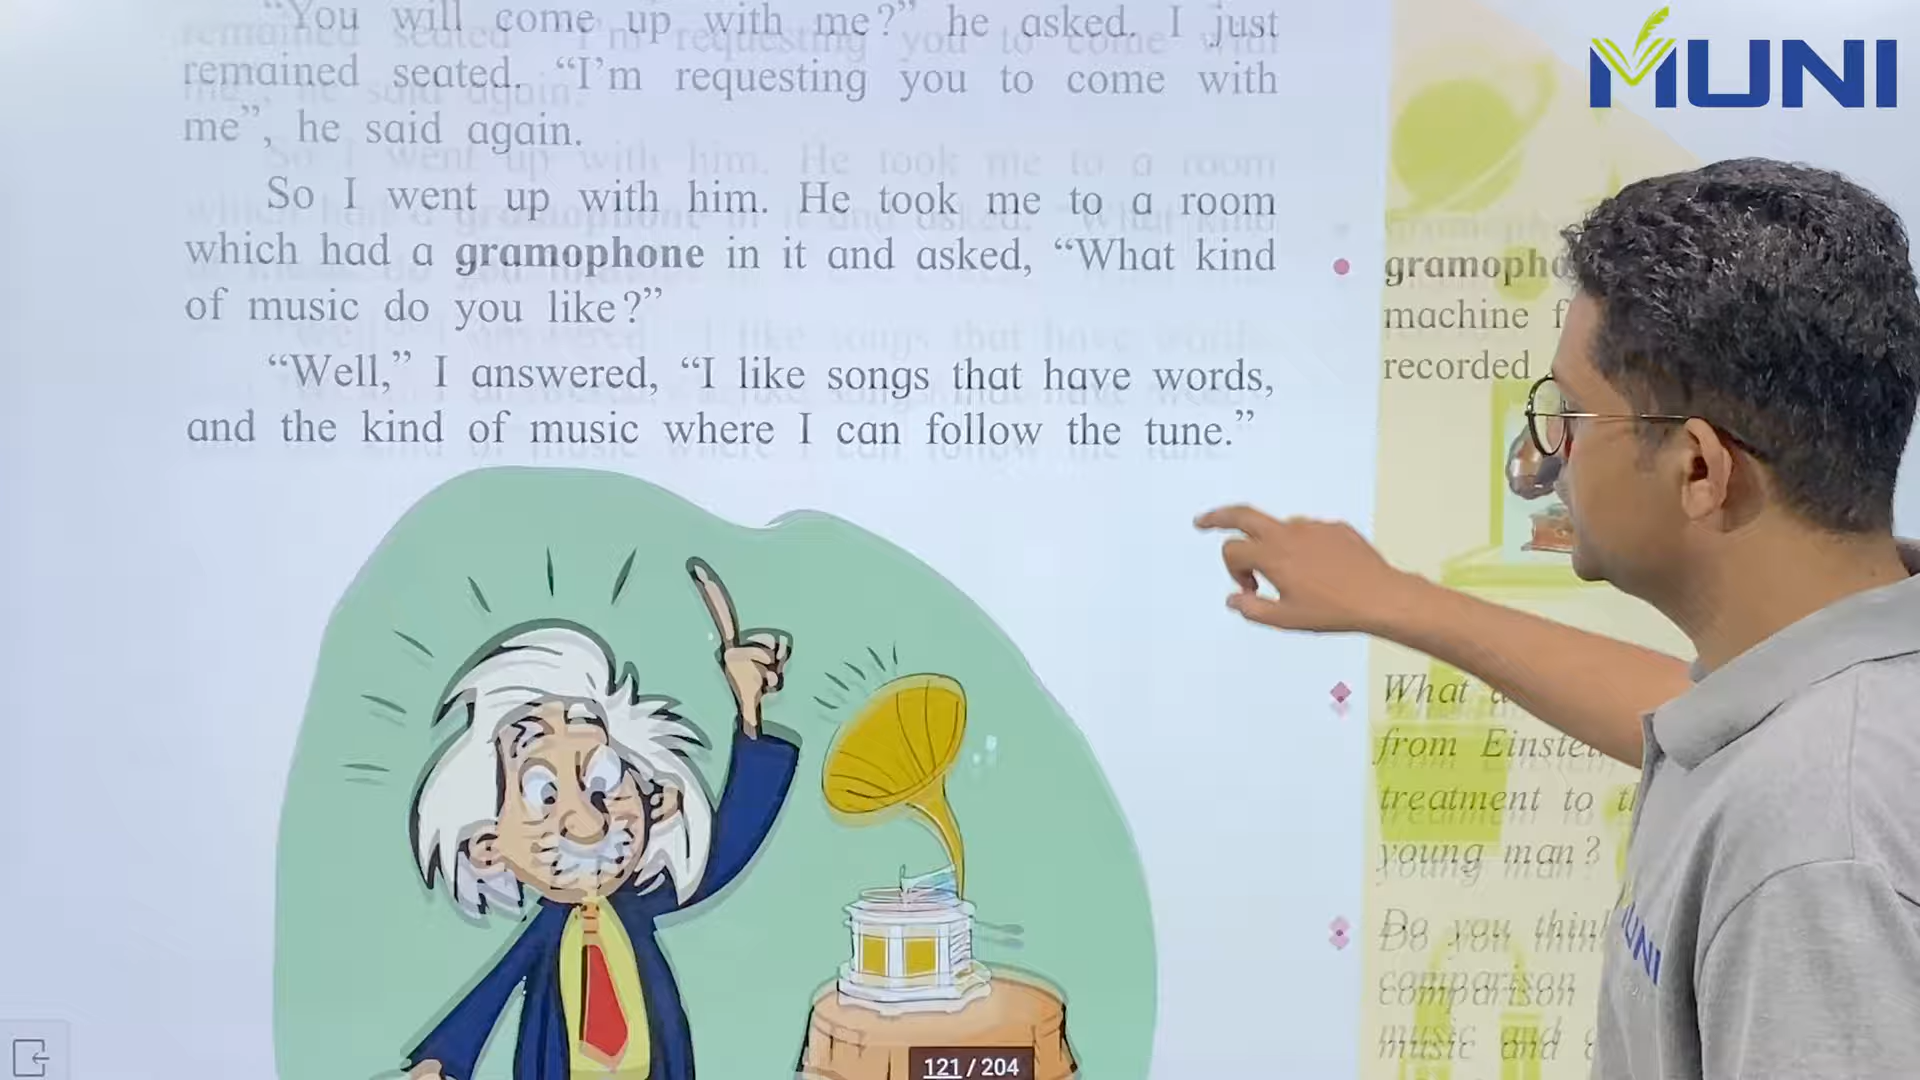 “You will come up with me?” he asked. I just
remained seated. “I’m requesting you to come with
me”, he said again.
So I went up with him. He took me to a room
which had a gramophone in it and asked, “What kind
of music do you like?”
“Well,” I answered, “I like songs that have words,
and the kind of music where I can follow the tune.”
MUNI
machine
recorded
What
from
treatment to
young man?
Do you
comparison
music and
121 / 204
MUNI